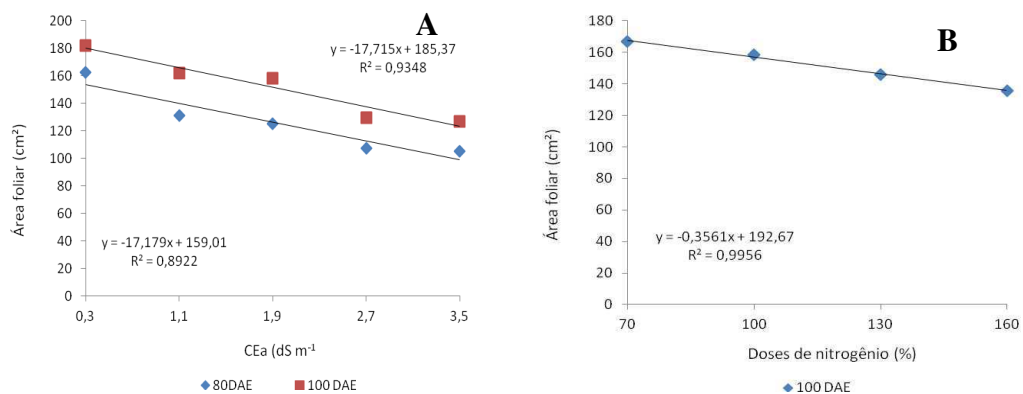 A
200
180
160
140
120
100
80
60
40
20
0
Área foliar (cm²)
y = -17,715x + 185,37
R² = 0,9348
y = -17,179x + 159,01
R² = 0,8922
0,3 1,1 1,9 2,7 3,5
CEa (dS m⁻¹
80DAE 100 DAE
B
180
160
140
120
100
80
60
40
20
0
Área foliar (cm²)
y = -0,3561x + 192,67
R² = 0,9956
70 100 130 160
Doses de nitrogênio (%)
100 DAE